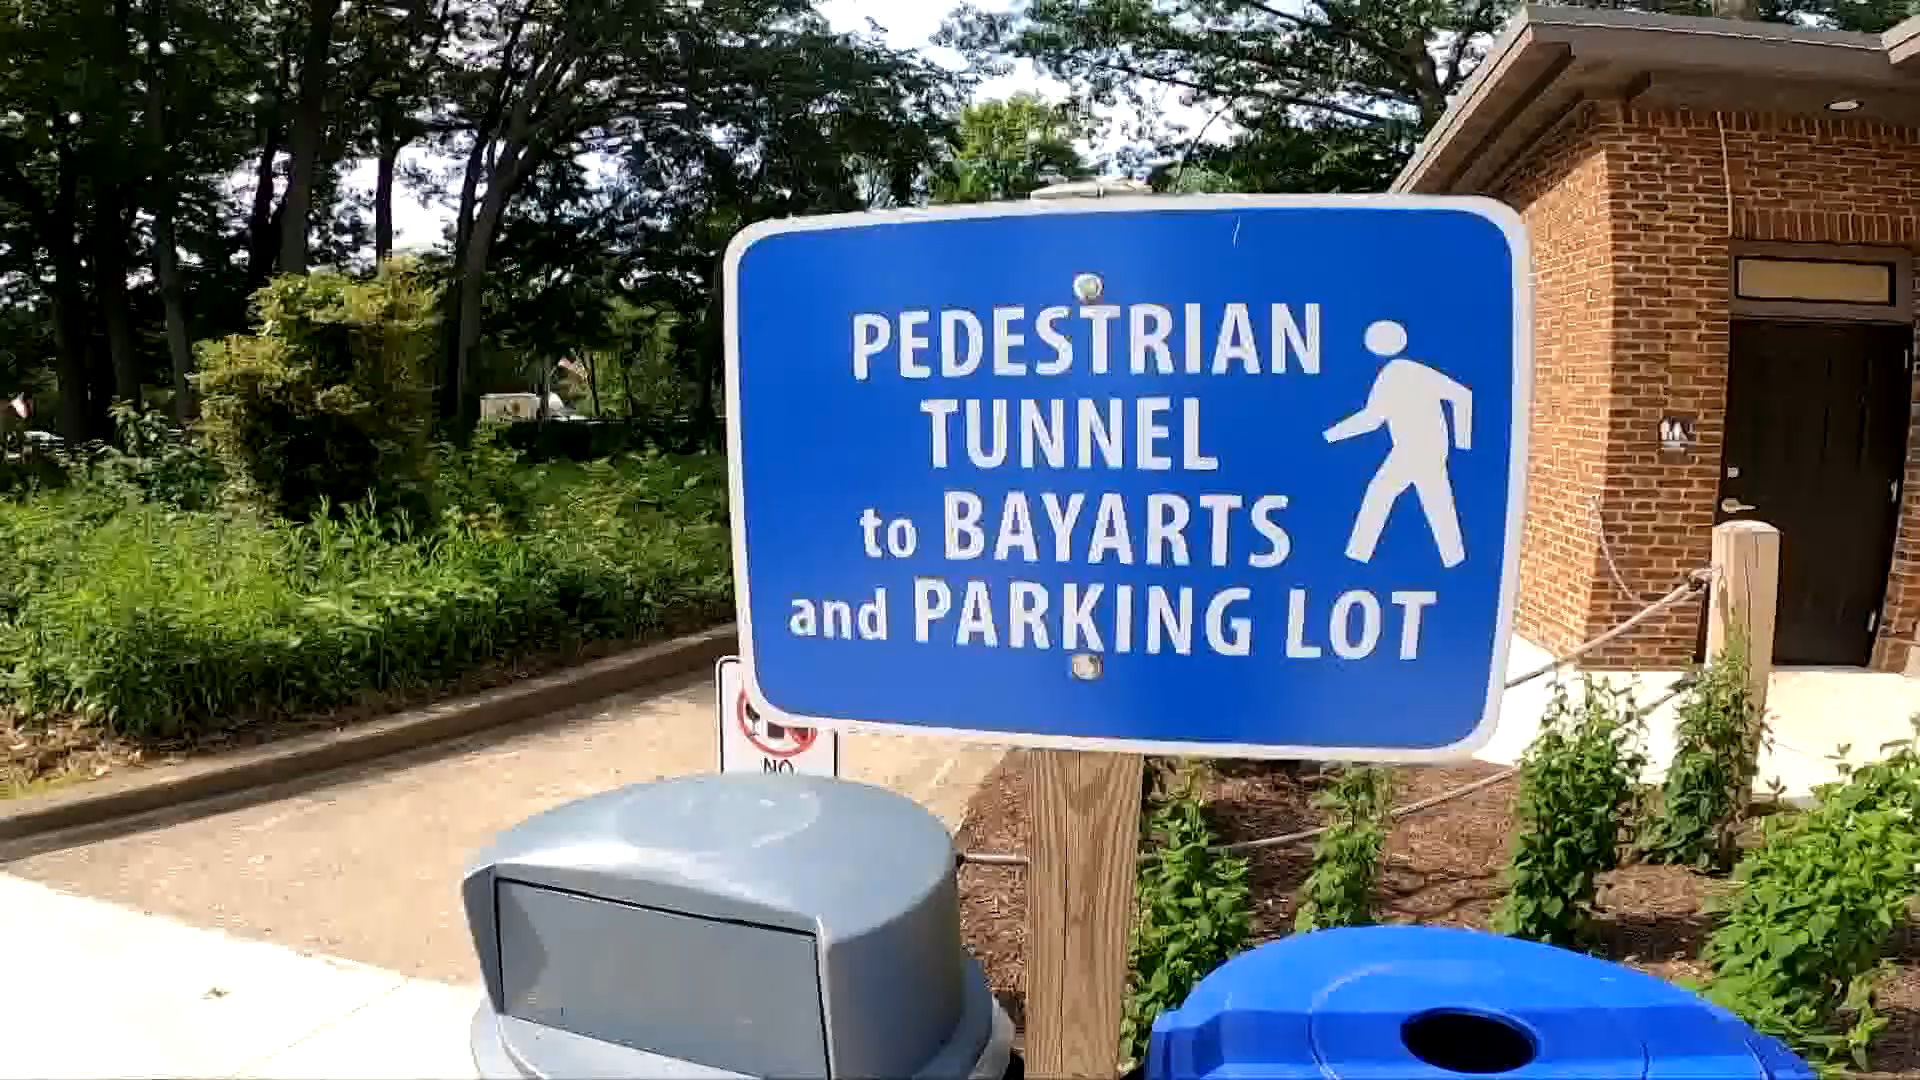 PEDESTRIAN
TUNNEL
to BAYARTS
and PARKING LOT
NO